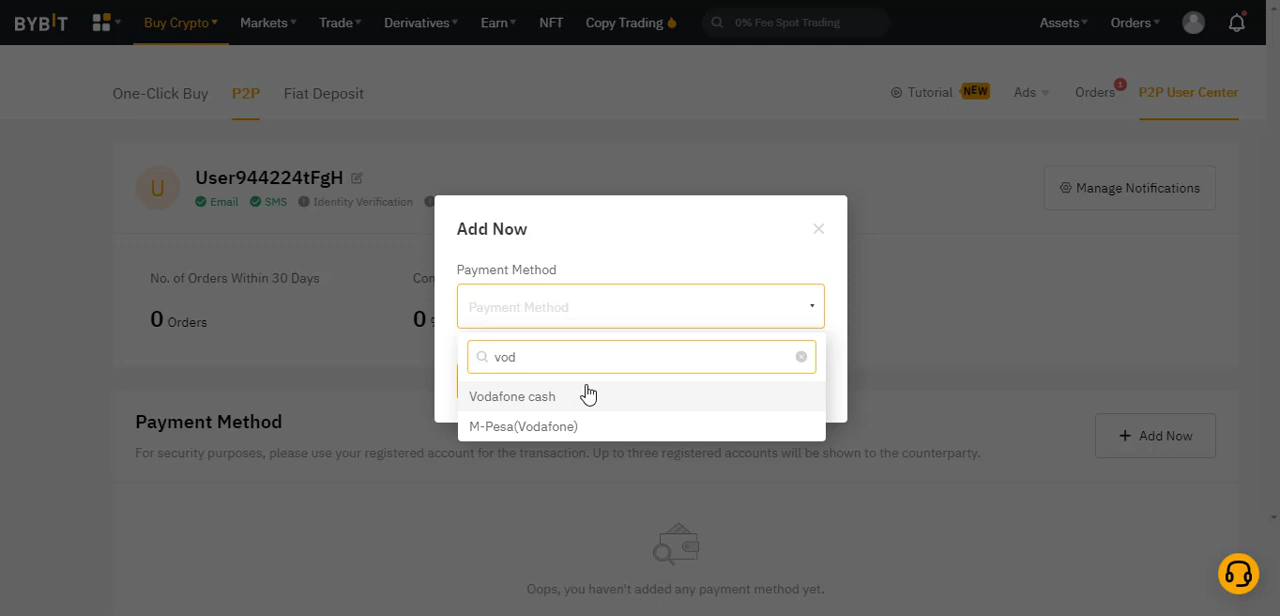 BYBIT Buy Crypto Markets Trade Derivatives Earn NFT Copy Trading 0% Fee Spot Trading Assets Orders
One-Click Buy P2P Fiat Deposit Tutorial NEW Ads Orders 1 P2P User Center
U User944224tFgH
Email SMS Identity Verification
Manage Notifications
No. of Orders Within 30 Days
0 Orders
Con
0
Add Now
Payment Method
Payment Method
vod
Vodafone cash
M-Pesa(Vodafone)
Payment Method
For security purposes, please use your registered account for the transaction. Up to three registered accounts will be shown to the counterparty.
+ Add Now
Oops, you haven't added any payment method yet.